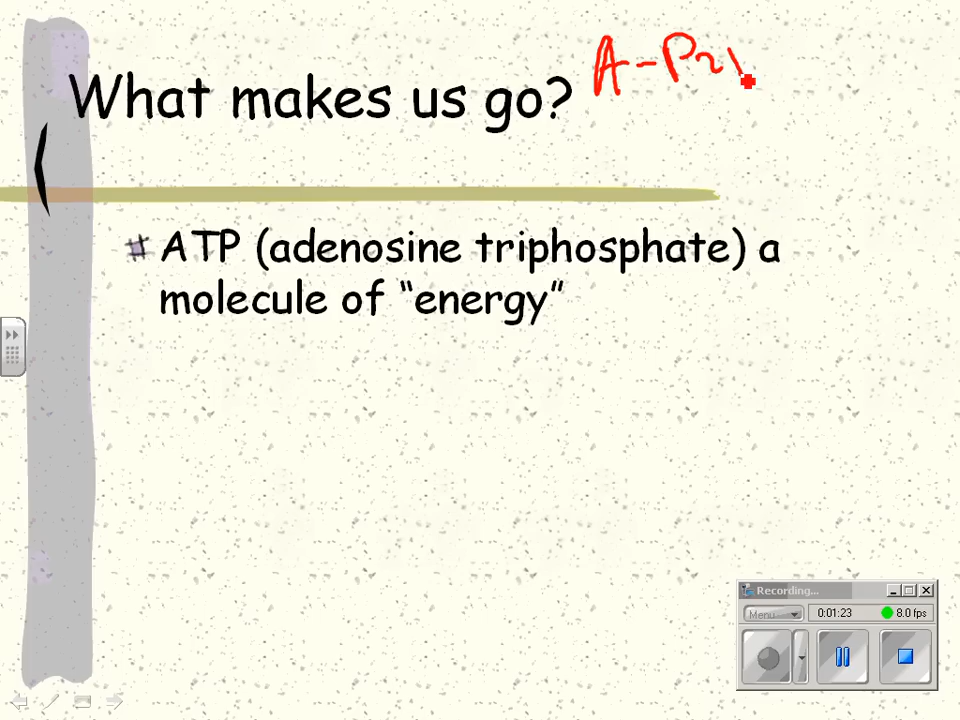 What makes us go?
A-P~
ATP (adenosine triphosphate) a
molecule of “energy”
Recording...
Menu
0:01:23
8.0 fps